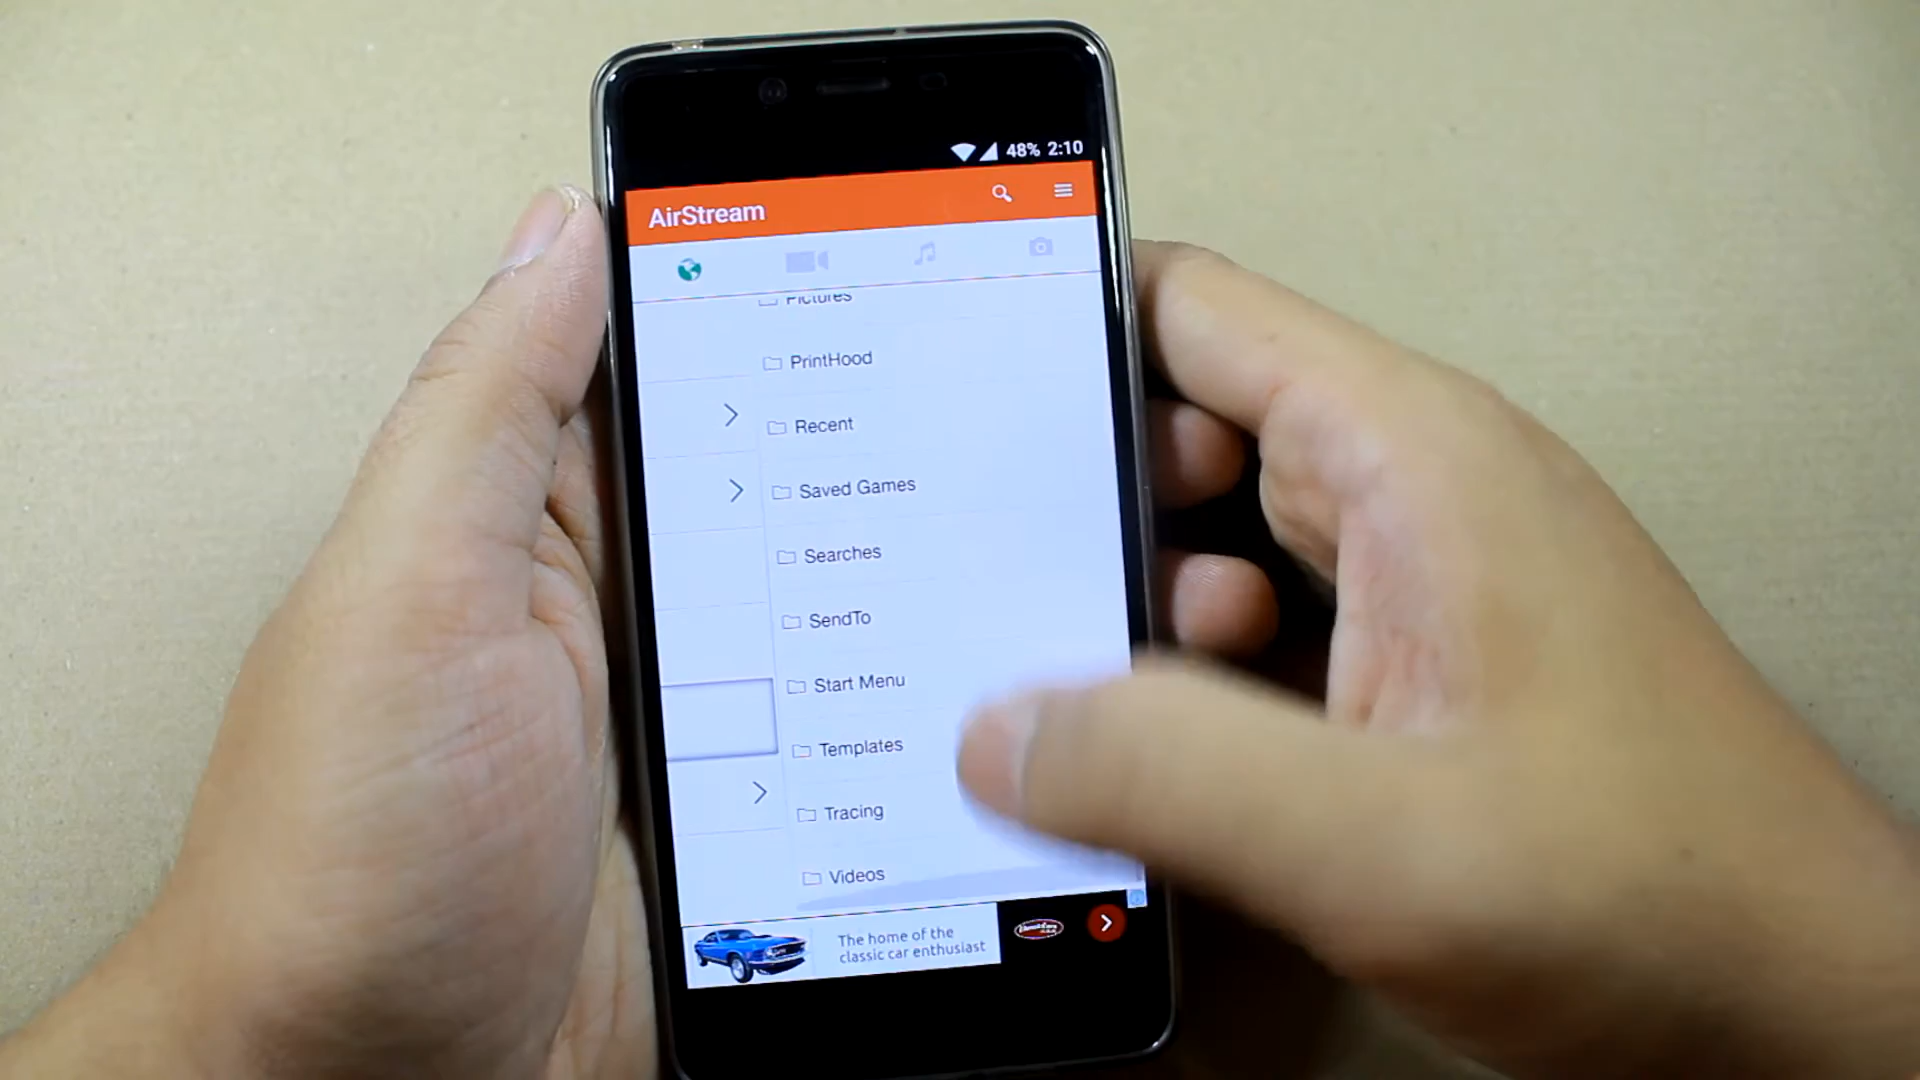 48% 2:10
AirStream
Pictures
PrintHood
Recent
Saved Games
Searches
SendTo
Start Menu
Templates
Tracing
Videos
The home of the
classic car enthusiast